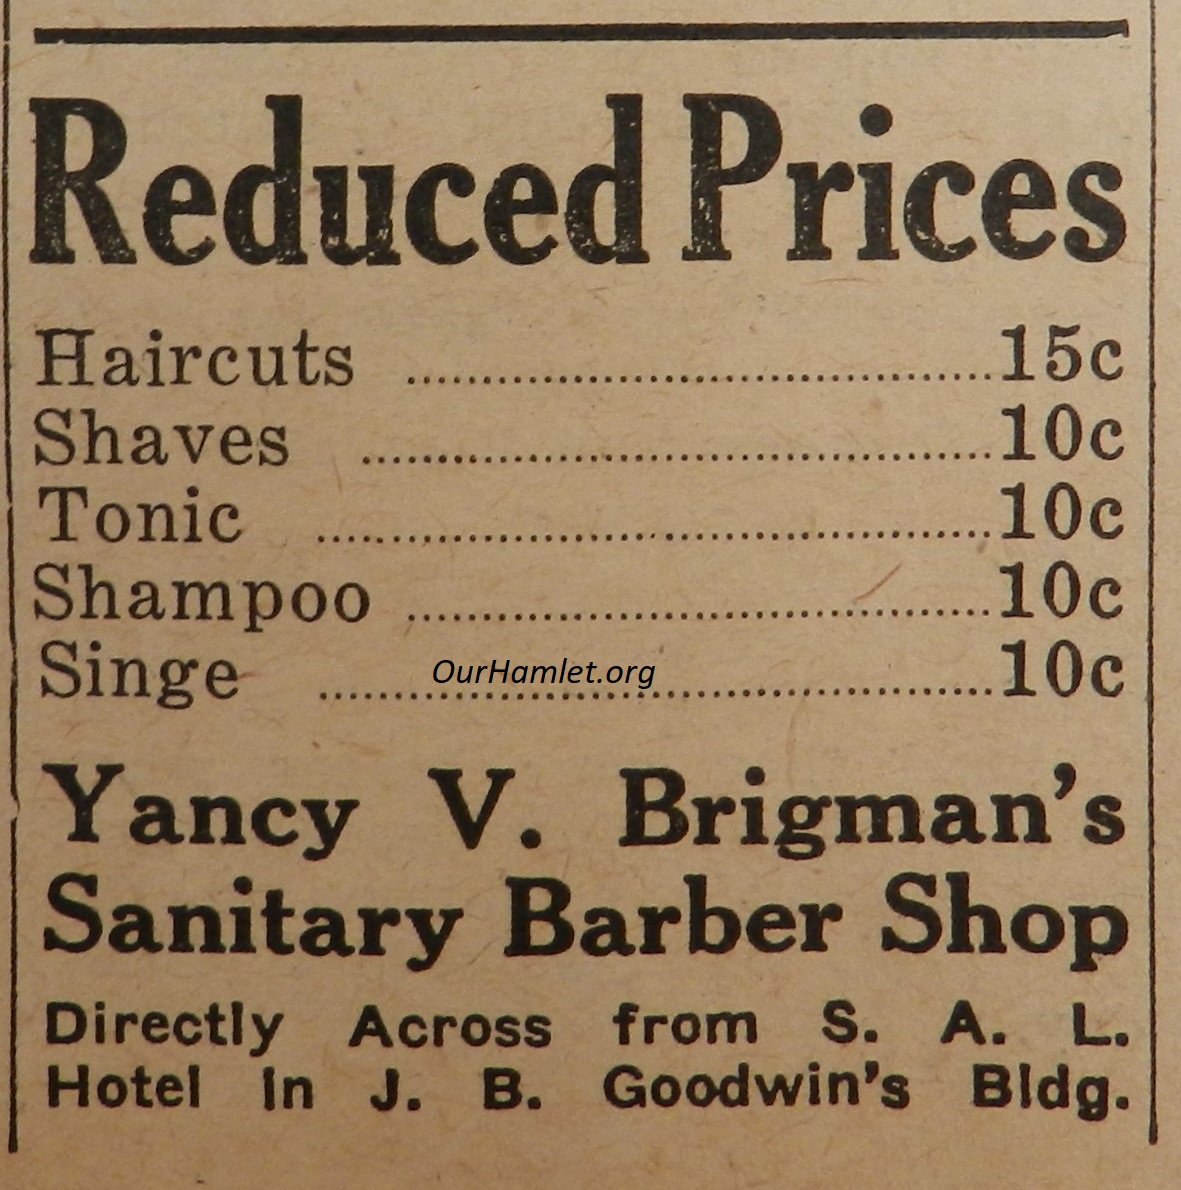 Reduced Prices
Haircuts ........................................ 15c
Shaves ........................................ 10c
Tonic ........................................ 10c
Shampoo ........................................ 10c
Singe ........................................ 10c
OurHamlet.org
Yancy V. Brigman's
Sanitary Barber Shop
Directly Across from S. A. L.
Hotel in J. B. Goodwin's Bldg.